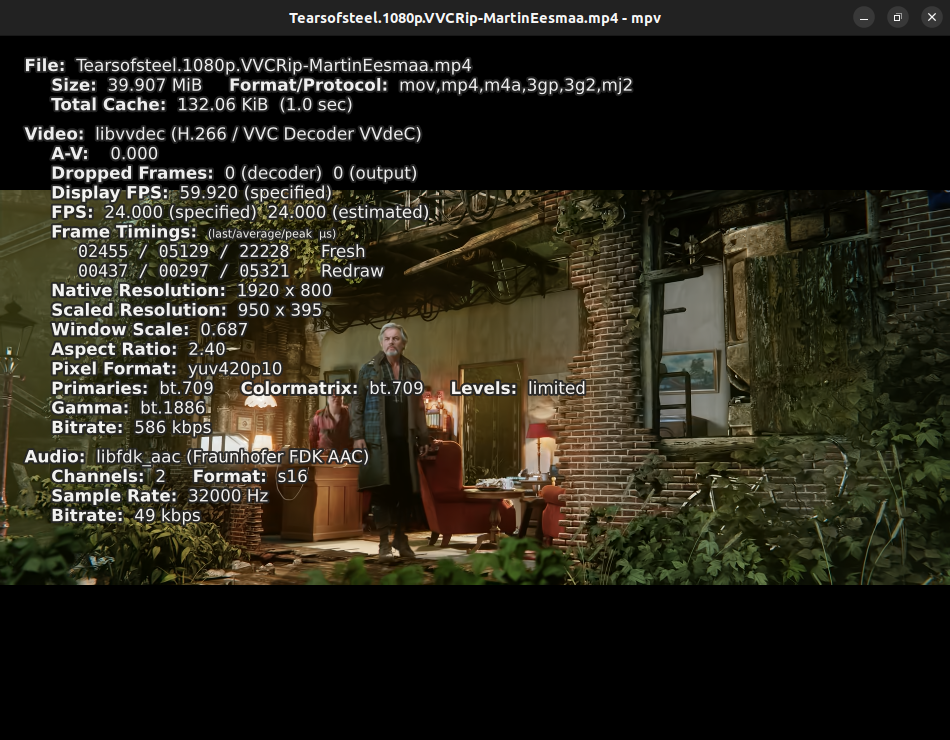 Tearsofsteel.1080p.VVCRip-MartinEesmaa.mp4 - mpv
File: Tearsofsteel.1080p.VVCRip-MartinEesmaa.mp4
Size: 39.907 MiB Format/Protocol: mov,mp4,m4a,3gp,3g2,mj2
Total Cache: 132.06 KiB (1.0 sec)
Video: libvvdec (H.266 / VVC Decoder VVdeC)
A-V: 0.000
Dropped Frames: 0 (decoder) 0 (output)
Display FPS: 59.920 (specified)
FPS: 24.000 (specified) 24.000 (estimated)
Frame Timings: (last/average/peak μs)
02455 / 05129 / 22228 Fresh
00437 / 00297 / 05321 Redraw
Native Resolution: 1920 x 800
Scaled Resolution: 950 x 395
Window Scale: 0.687
Aspect Ratio: 2.40
Pixel Format: yuv420p10
Primaries: bt.709 Colormatrix: bt.709 Levels: limited
Gamma: bt.1886
Bitrate: 586 kbps
Audio: libfdk_aac (Fraunhofer FDK AAC)
Channels: 2 Format: s16
Sample Rate: 32000 Hz
Bitrate: 49 kbps